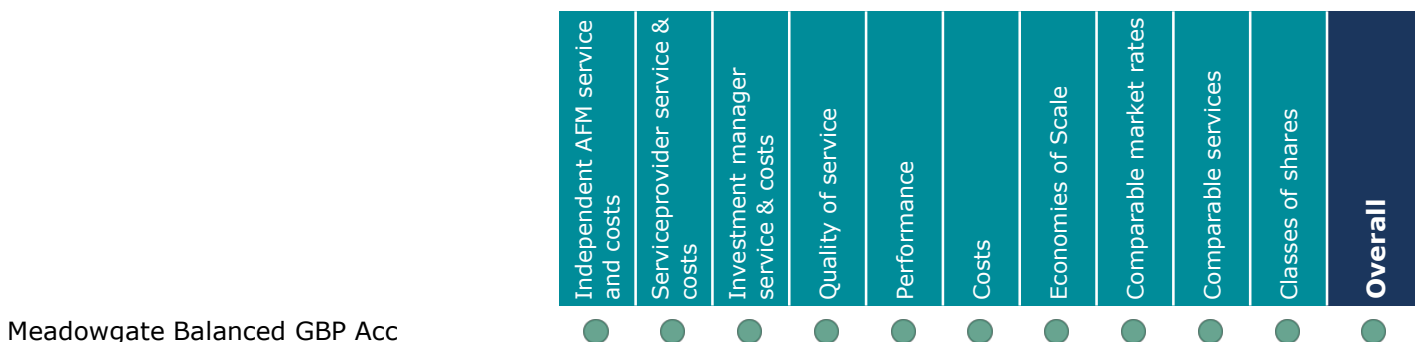 Independent AFM service
and costs
Serviceprovider service &
costs
Investment manager
service & costs
Quality of service
Performance
Costs
Economies of Scale
Comparable market rates
Comparable services
Classes of shares
Overall
Meadowgate Balanced GBP Acc